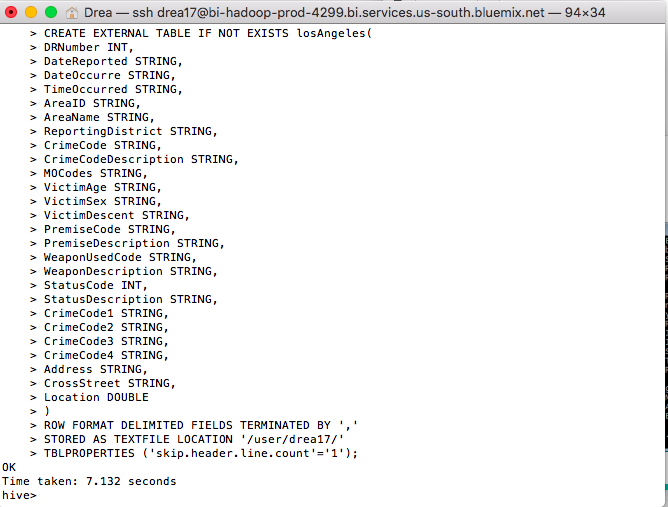 Drea — ssh drea17@bi-hadoop-prod-4299.bi.services.us-south.bluemix.net — 94×34
> CREATE EXTERNAL TABLE IF NOT EXISTS losAngeles(
> DRNumber INT,
> DateReported STRING,
> DateOccurre STRING,
> TimeOccurred STRING,
> AreaID STRING,
> AreaName STRING,
> ReportingDistrict STRING,
> CrimeCode STRING,
> CrimeCodeDescription STRING,
> MOCodes STRING,
> VictimAge STRING,
> VictimSex STRING,
> VictimDescent STRING,
> PremiseCode STRING,
> PremiseDescription STRING,
> WeaponUsedCode STRING,
> WeaponDescription STRING,
> StatusCode INT,
> StatusDescription STRING,
> CrimeCode1 STRING,
> CrimeCode2 STRING,
> CrimeCode3 STRING,
> CrimeCode4 STRING,
> Address STRING,
> CrossStreet STRING,
> Location DOUBLE
> )
> ROW FORMAT DELIMITED FIELDS TERMINATED BY ','
> STORED AS TEXTFILE LOCATION '/user/drea17/'
> TBLPROPERTIES ('skip.header.line.count'='1');
OK
Time taken: 7.132 seconds
hive>